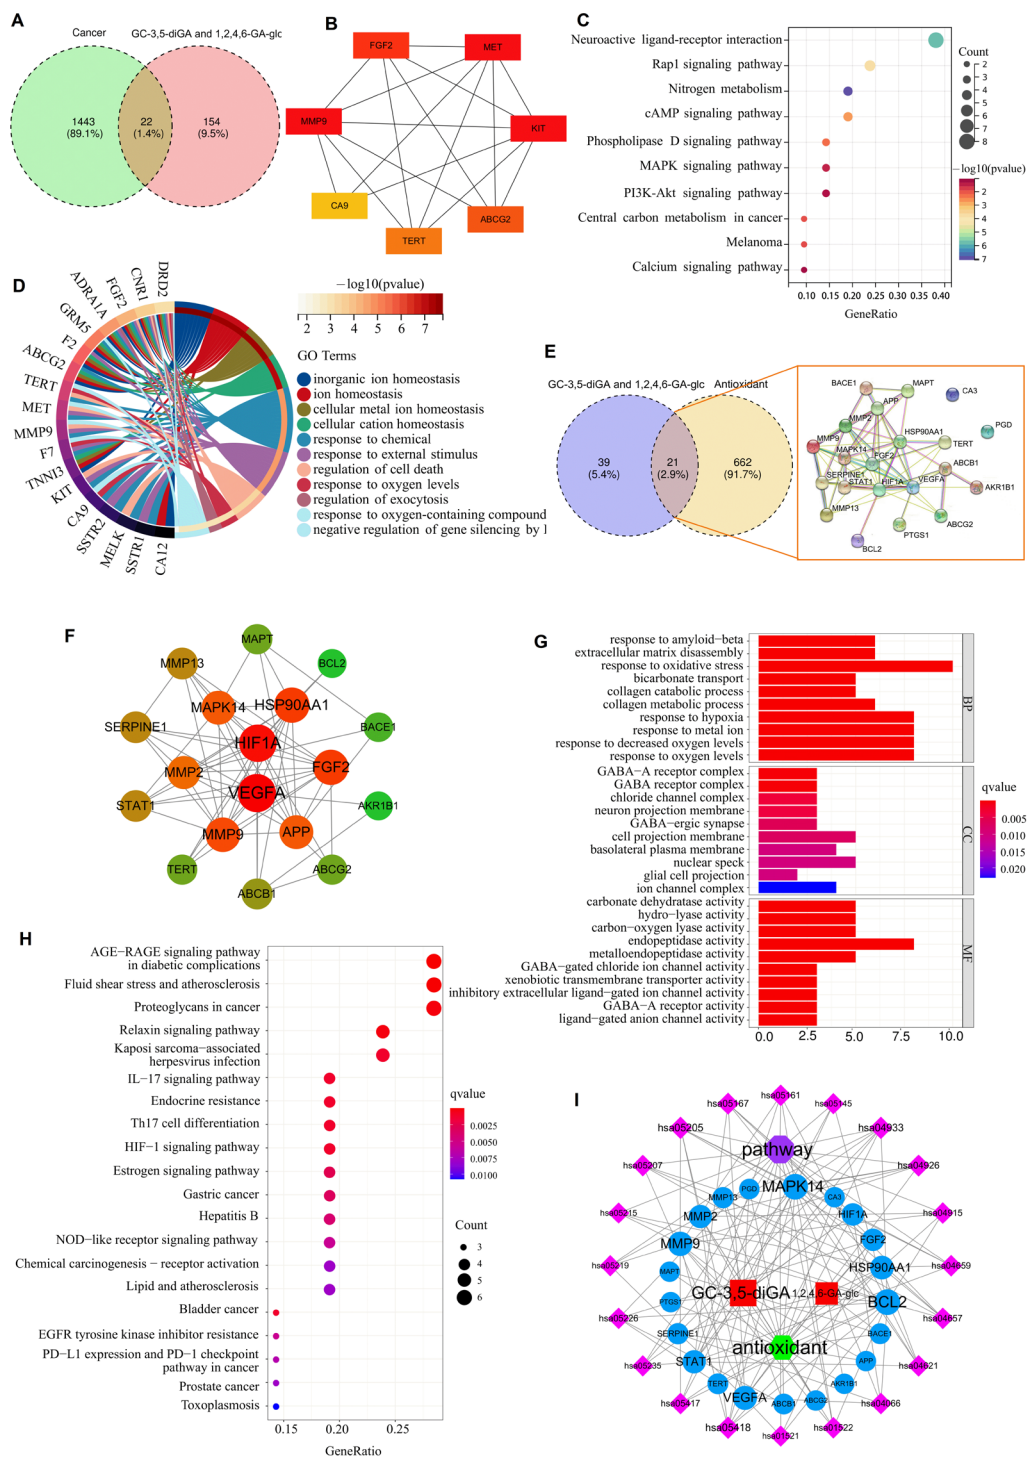 A
Cancer
GC-3,5-diGA and 1,2,4,6-GA-glc
1443
(89.1%)
22
(1.4%)
154
(9.5%)
B
FGF2
MET
MMP9
KIT
CA9
ABCG2
TERT
C
Neuroactive ligand-receptor interaction
Rap1 signaling pathway
Nitrogen metabolism
cAMP signaling pathway
Phospholipase D signaling pathway
MAPK signaling pathway
PI3K-Akt signaling pathway
Central carbon metabolism in cancer
Melanoma
Calcium signaling pathway
0.10 0.15 0.20 0.25 0.30 0.35 0.40
GeneRatio
Count
2
3
4
5
6
7
8
−log10(pvalue)
1
2
3
4
5
6
7
D
DRD2
CNR1
FGF2
ADRA1A
GRM5
F2
ABCG2
TERT
MET
MMP9
F7
TNNI3
KIT
CA9
SSTR2
MELK
SSTR1
CA12
−log10(pvalue)
2 3 4 5 6 7
GO Terms
inorganic ion homeostasis
ion homeostasis
cellular metal ion homeostasis
cellular cation homeostasis
response to chemical
response to external stimulus
regulation of cell death
response to oxygen levels
regulation of exocytosis
response to oxygen-containing compound
negative regulation of gene silencing by
E
GC-3,5-diGA and 1,2,4,6-GA-glc
Antioxidant
39
(5.4%)
21
(2.9%)
662
(91.7%)
BACE1
MAPT
CA3
APP
MMP2
PGD
HSP90AA1
MMP9
TERT
MAPK14
FGF2
ABCB1
SERPINE1
STAT1
HIF1A
VEGFA
AKR1B1
MMP13
ABCG2
PTGS1
BCL2
F
MAPT
MMP13
BCL2
MAPK14
HSP90AA1
SERPINE1
BACE1
HIF1A
MMP2
FGF2
VEGFA
STAT1
AKR1B1
MMP9
APP
TERT
ABCG2
ABCB1
G
response to amyloid−beta
extracellular matrix disassembly
response to oxidative stress
bicarbonate transport
collagen catabolic process
collagen metabolic process
response to hypoxia
response to metal ion
response to decreased oxygen levels
response to oxygen levels
BP
GABA−A receptor complex
GABA receptor complex
chloride channel complex
neuron projection membrane
GABA−ergic synapse
cell projection membrane
basolateral plasma membrane
nuclear speck
glial cell projection
ion channel complex
CC
carbonate dehydratase activity
hydro−lyase activity
carbon−oxygen lyase activity
endopeptidase activity
metalloendopeptidase activity
GABA−gated chloride ion channel activity
xenobiotic transmembrane transporter activity
inhibitory extracellular ligand−gated ion channel activity
GABA−A receptor activity
ligand−gated anion channel activity
MF
0.0 2.5 5.0 7.5 10.0
qvalue
0.005
0.010
0.015
0.020
H
AGE−RAGE signaling pathway
in diabetic complications
Fluid shear stress and atherosclerosis
Proteoglycans in cancer
Relaxin signaling pathway
Kaposi sarcoma−associated
herpesvirus infection
IL−17 signaling pathway
Endocrine resistance
Th17 cell differentiation
HIF−1 signaling pathway
Estrogen signaling pathway
Gastric cancer
Hepatitis B
NOD−like receptor signaling pathway
Chemical carcinogenesis − receptor activation
Lipid and atherosclerosis
Bladder cancer
EGFR tyrosine kinase inhibitor resistance
PD−L1 expression and PD−1 checkpoint
pathway in cancer
Prostate cancer
Toxoplasmosis
0.15 0.20 0.25
GeneRatio
qvalue
0.0025
0.0050
0.0075
0.0100
Count
3
4
5
6
I
hsa05161
hsa05167
hsa05145
hsa05205
hsa04933
hsa05207
hsa04926
hsa05215
hsa04915
hsa05219
hsa04659
hsa05226
hsa04657
hsa05235
hsa04621
hsa05417
hsa04066
hsa05418
hsa01522
hsa01521
pathway
MAPK14
PGD
CA3
MMP13
MMP2
HIF1A
MMP9
FGF2
MAPT
HSP90AA1
GC-3,5-diGA
1,2,4,6-GA-glc
PTGS1
BCL2
SERPINE1
BACE1
antioxidant
STAT1
APP
TERT
AKR1B1
VEGFA
ABCB1
ABCG2